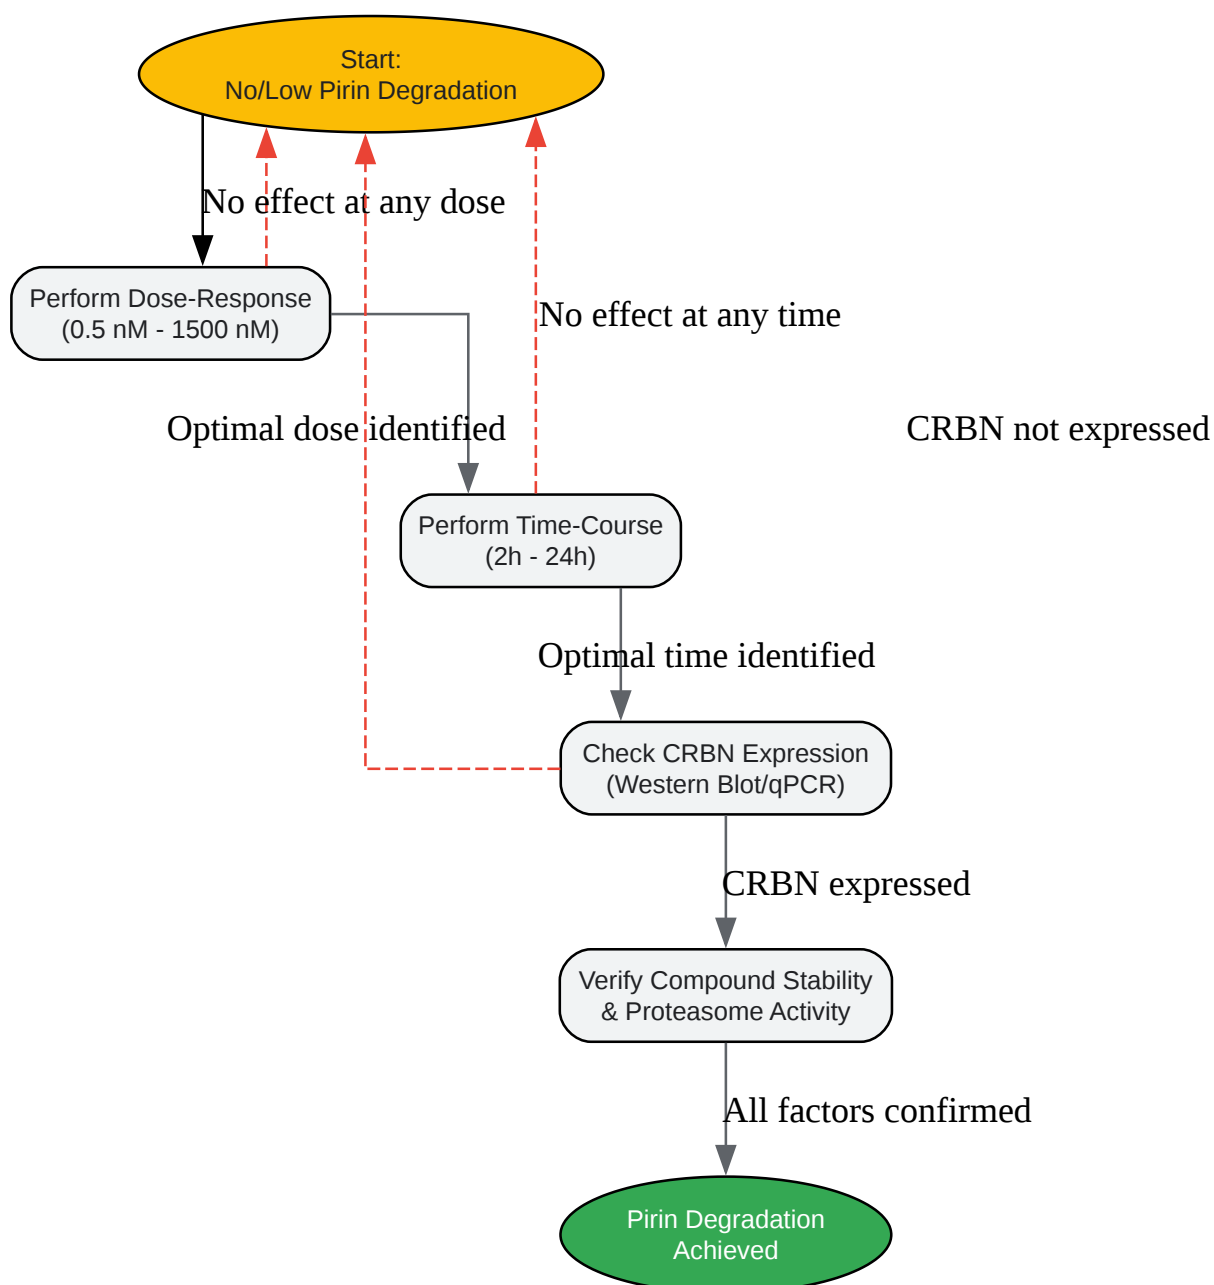 Start:
No/Low Pirin Degradation
No effect at any dose
Perform Dose-Response
(0.5 nM - 1500 nM)
No effect at any time
Optimal dose identified
CRBN not expressed
Perform Time-Course
(2h - 24h)
Optimal time identified
Check CRBN Expression
(Western Blot/qPCR)
CRBN expressed
Verify Compound Stability
& Proteasome Activity
All factors confirmed
Pirin Degradation
Achieved